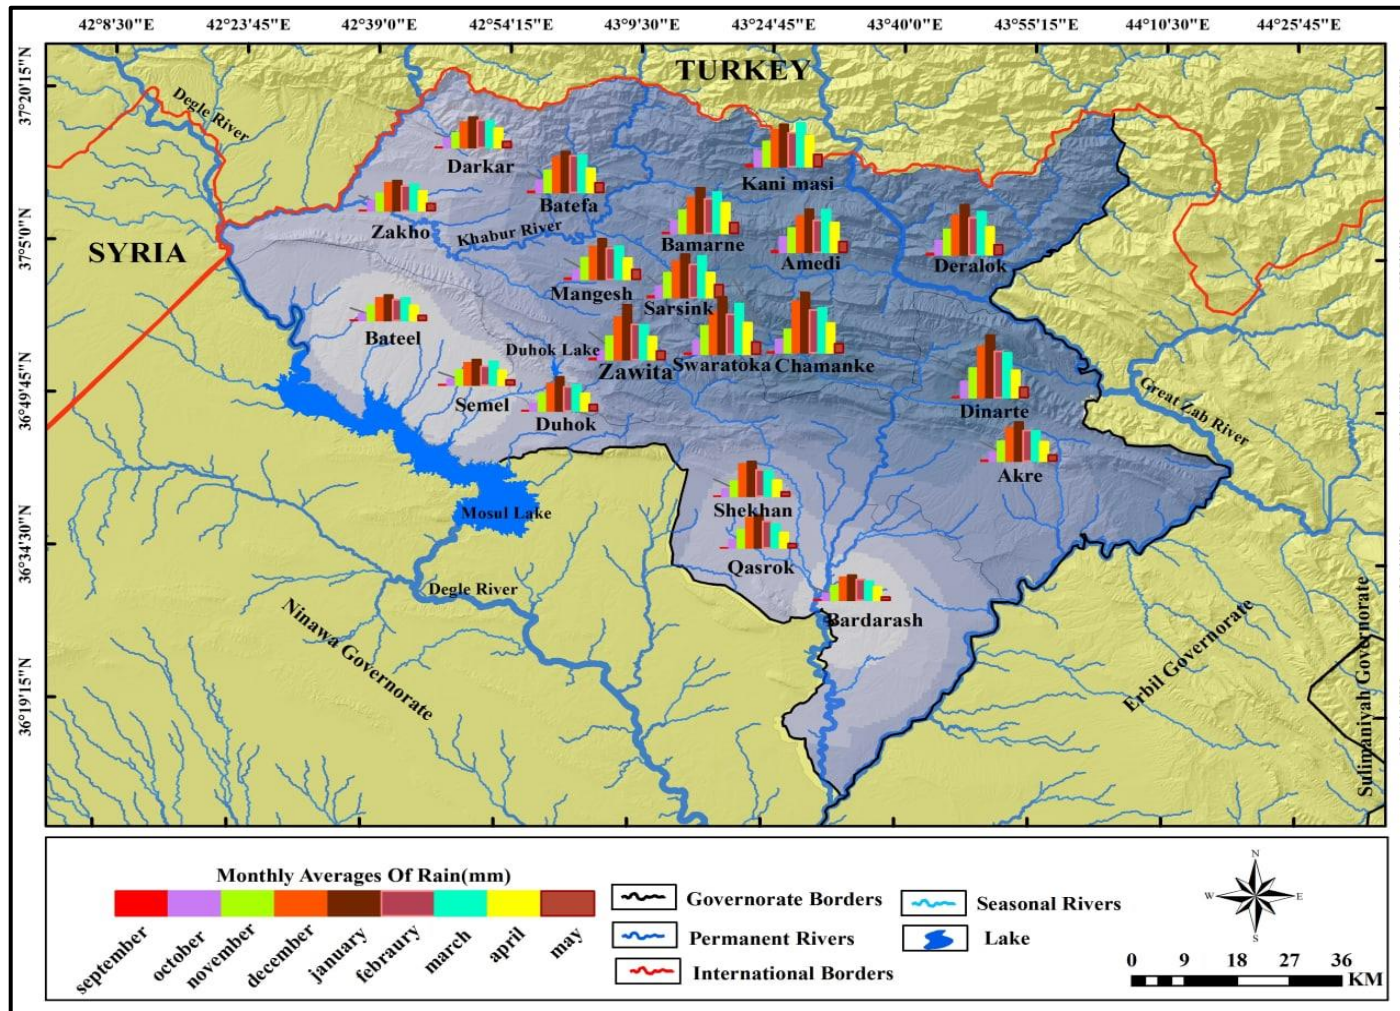 42°8'30"E 42°23'45"E 42°39'0"E 42°54'15"E 43°9'30"E 43°24'45"E 43°40'0"E 43°55'15"E 44°10'30"E 44°25'45"E
37°20'15"N
37°5'0"N
36°49'45"N
36°34'30"N
36°19'15"N
TURKEY
Degle River
Darkar
Kani masi
Batefa
Zakho
Khabur River
Bamarne
SYRIA
Amedi
Deralok
Mangesh
Sarsink
Bateel
Duhok Lake
Zawita
Swaratoka
Chamanke
Semel
Duhok
Dinarte
Great Zab River
Akre
Shekhan
Mosul Lake
Qasrok
Degle River
Bardarash
Ninawa Governorate
Erbil Governorate
Sulimaniyah Governorate
Monthly Averages Of Rain(mm)
september
october
november
december
january
febraury
march
april
may
Governorate Borders
Permanent Rivers
International Borders
Seasonal Rivers
Lake
N
W E
S
0 9 18 27 36
KM